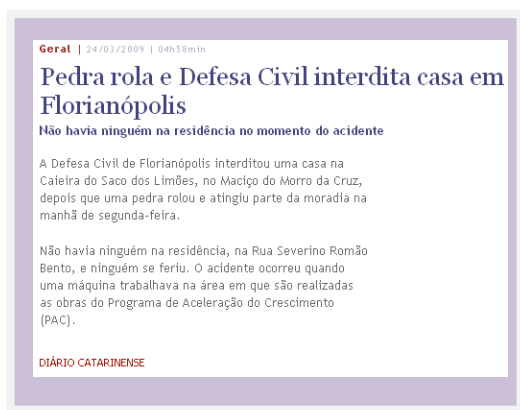 Geral | 24/03/2009 | 04h58min
Pedra rola e Defesa Civil interdita casa em
Florianópolis
Não havia ninguém na residência no momento do acidente
A Defesa Civil de Florianópolis interditou uma casa na
Caieira do Saco dos Limões, no Maciço do Morro da Cruz,
depois que uma pedra rolou e atingiu parte da moradia na
manhã de segunda-feira.
Não havia ninguém na residência, na Rua Severino Romão
Bento, e ninguém se feriu. O acidente ocorreu quando
uma máquina trabalhava na área em que são realizadas
as obras do Programa de Aceleração do Crescimento
(PAC).
DIÁRIO CATARINENSE